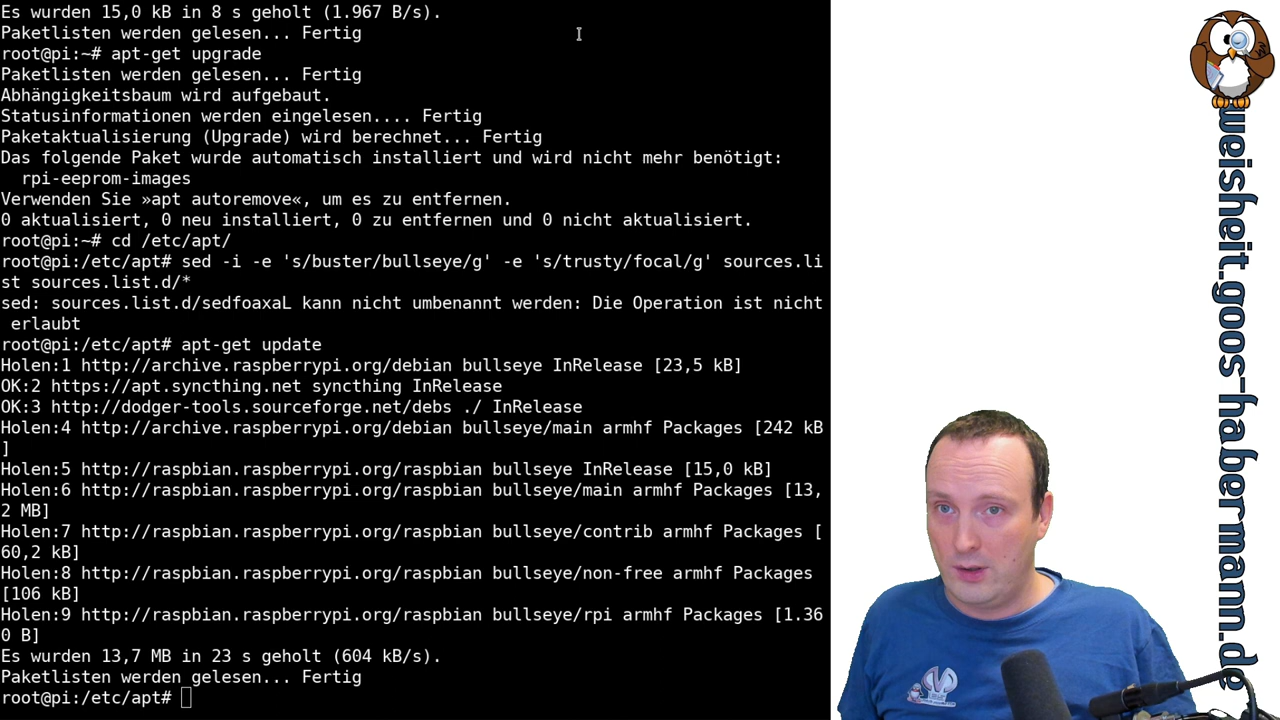 Es wurden 15,0 kB in 8 s geholt (1.967 B/s).
Paketlisten werden gelesen... Fertig
root@pi:~# apt-get upgrade
Paketlisten werden gelesen... Fertig
Abhängigkeitsbaum wird aufgebaut.
Statusinformationen werden eingelesen.... Fertig
Paketaktualisierung (Upgrade) wird berechnet... Fertig
Das folgende Paket wurde automatisch installiert und wird nicht mehr benötigt:
  rpi-eeprom-images
Verwenden Sie »apt autoremove«, um es zu entfernen.
0 aktualisiert, 0 neu installiert, 0 zu entfernen und 0 nicht aktualisiert.
root@pi:~# cd /etc/apt/
root@pi:/etc/apt# sed -i -e 's/buster/bullseye/g' -e 's/trusty/focal/g' sources.li
st sources.list.d/*
sed: sources.list.d/sedfoaxaL kann nicht umbenannt werden: Die Operation ist nicht
 erlaubt
root@pi:/etc/apt# apt-get update
Holen:1 http://archive.raspberrypi.org/debian bullseye InRelease [23,5 kB]
OK:2 https://apt.syncthing.net syncthing InRelease
OK:3 http://dodger-tools.sourceforge.net/debs ./ InRelease
Holen:4 http://archive.raspberrypi.org/debian bullseye/main armhf Packages [242 kB
]
Holen:5 http://raspbian.raspberrypi.org/raspbian bullseye InRelease [15,0 kB]
Holen:6 http://raspbian.raspberrypi.org/raspbian bullseye/main armhf Packages [13,
2 MB]
Holen:7 http://raspbian.raspberrypi.org/raspbian bullseye/contrib armhf Packages [
60,2 kB]
Holen:8 http://raspbian.raspberrypi.org/raspbian bullseye/non-free armhf Packages
[106 kB]
Holen:9 http://raspbian.raspberrypi.org/raspbian bullseye/rpi armhf Packages [1.36
0 B]
Es wurden 13,7 MB in 23 s geholt (604 kB/s).
Paketlisten werden gelesen... Fertig
root@pi:/etc/apt#
weisheit.goos-habermann.de